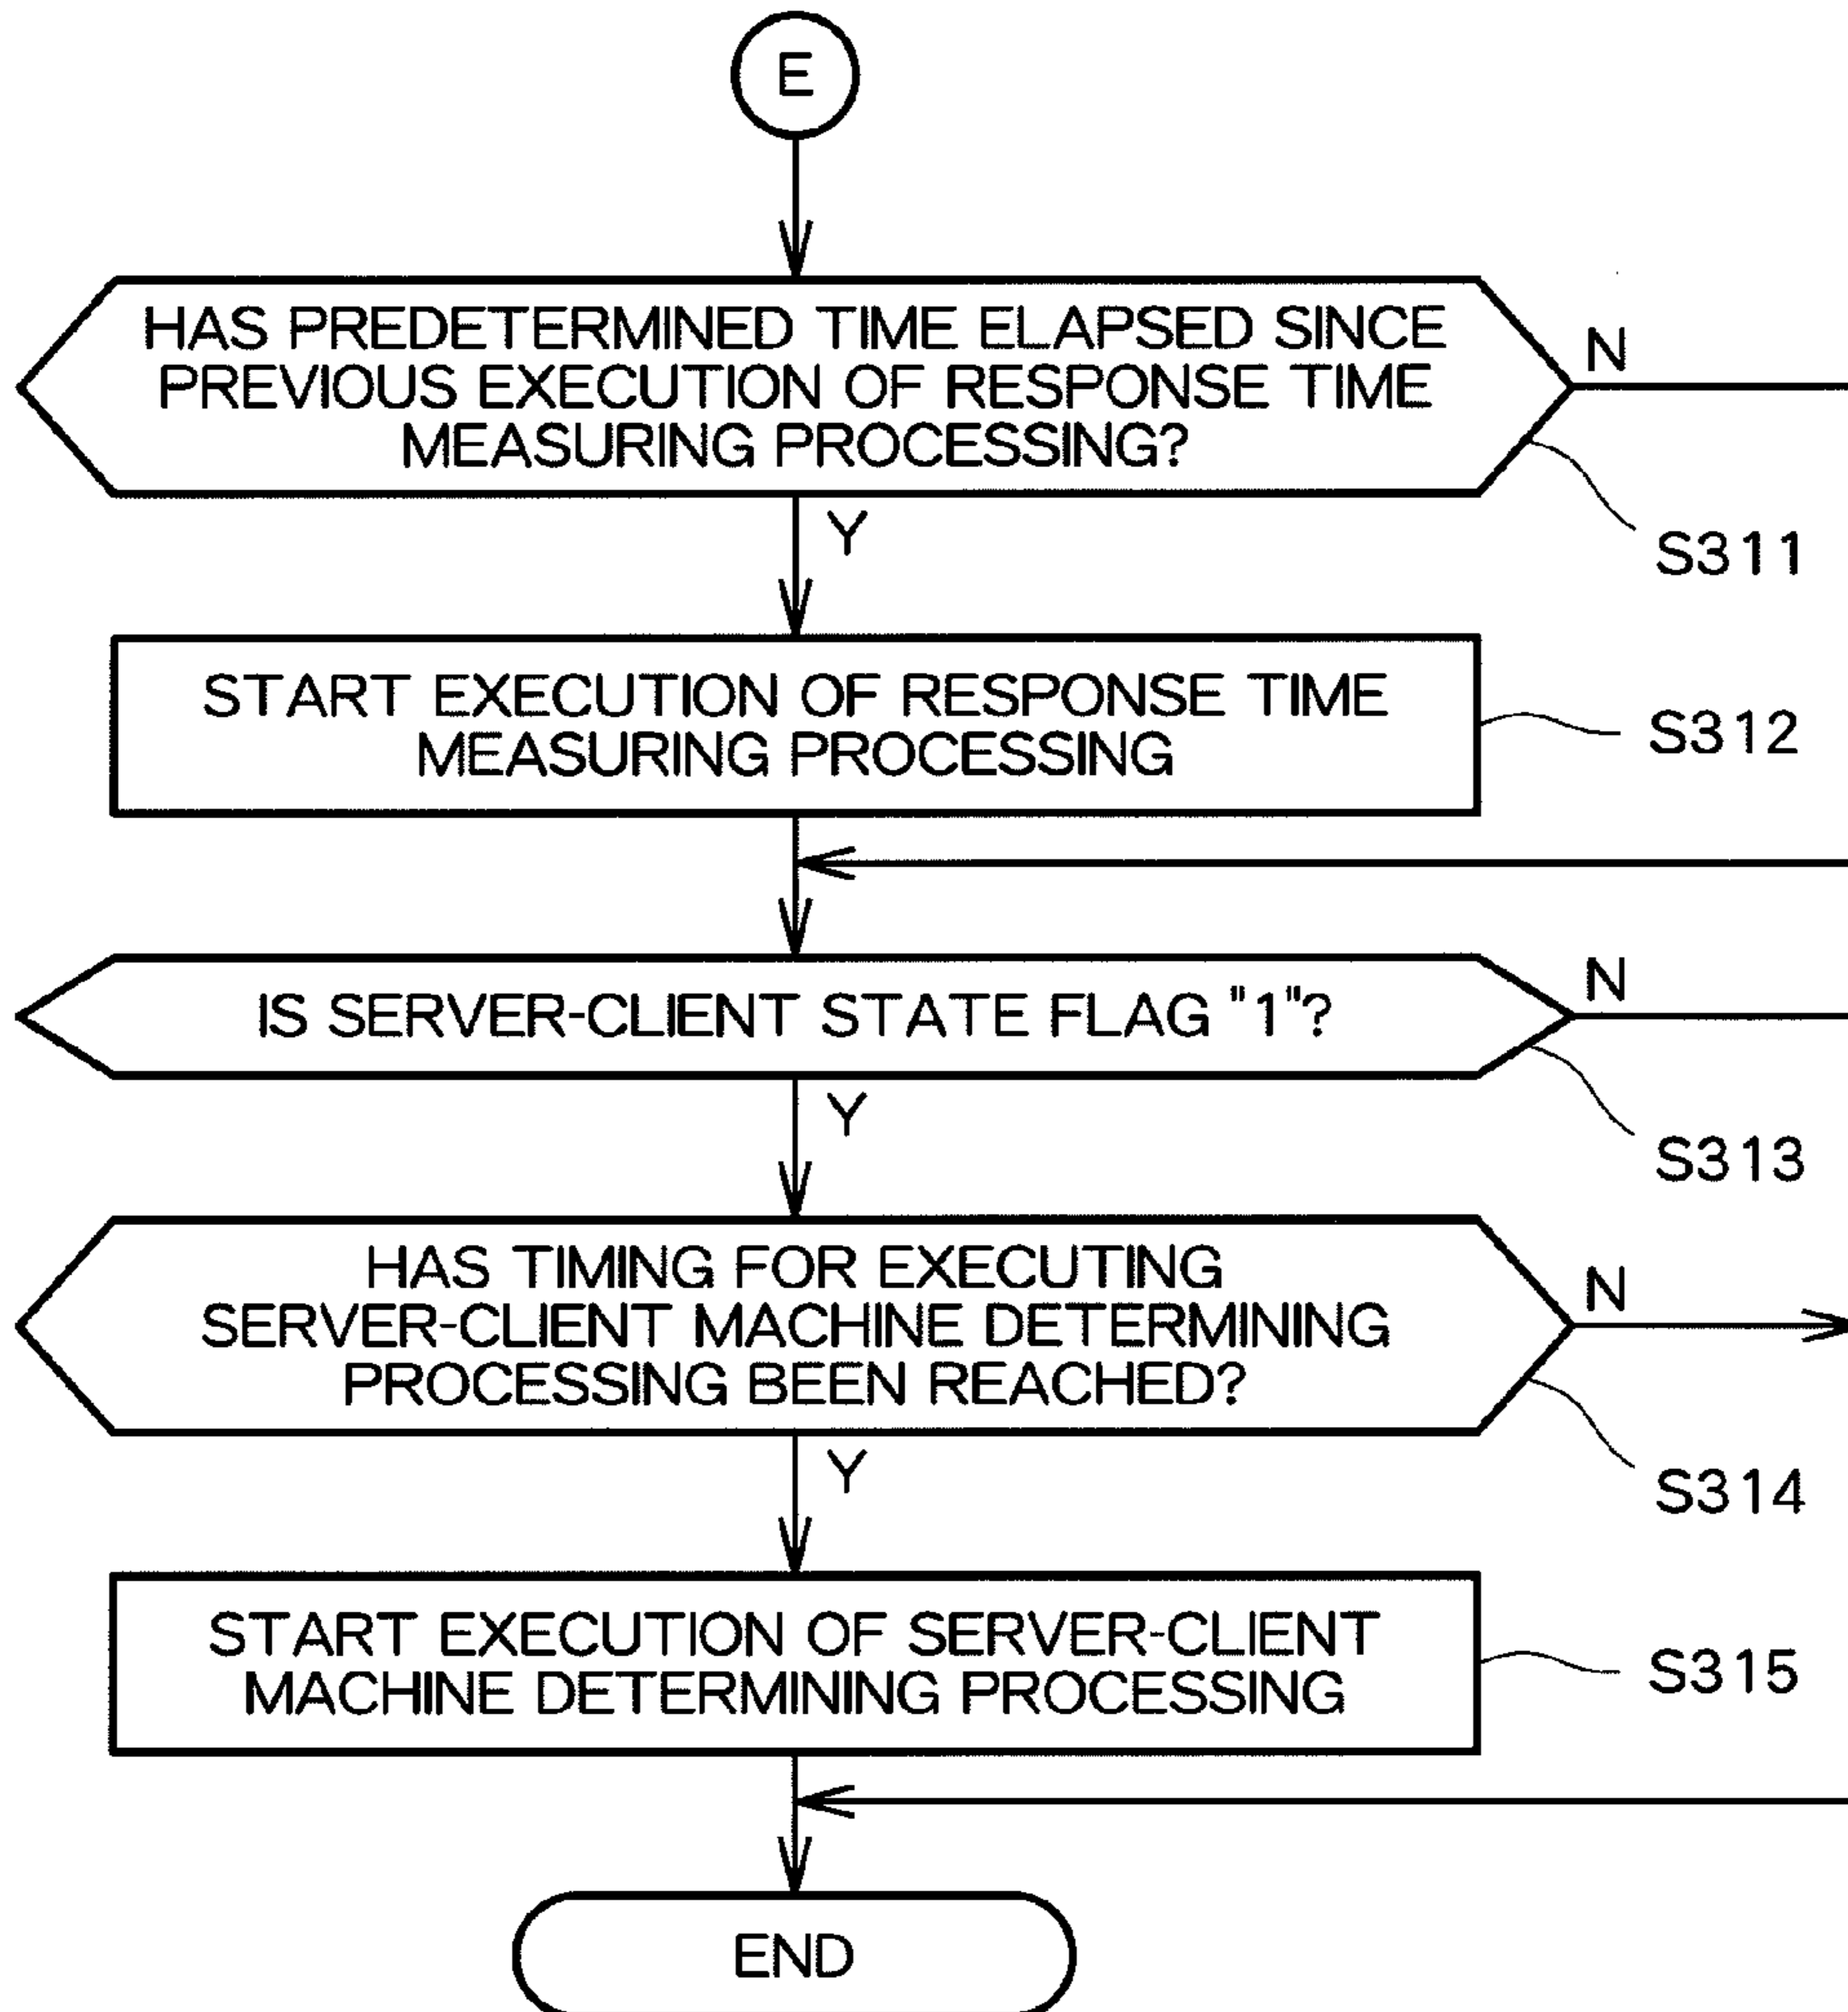 E
HAS PREDETERMINED TIME ELAPSED SINCE
PREVIOUS EXECUTION OF RESPONSE TIME
MEASURING PROCESSING?
N
S311
Y
START EXECUTION OF RESPONSE TIME
MEASURING PROCESSING
S312
IS SERVER-CLIENT STATE FLAG "1"?
N
S313
Y
HAS TIMING FOR EXECUTING
SERVER-CLIENT MACHINE DETERMINING
PROCESSING BEEN REACHED?
N
S314
Y
START EXECUTION OF SERVER-CLIENT
MACHINE DETERMINING PROCESSING
S315
END